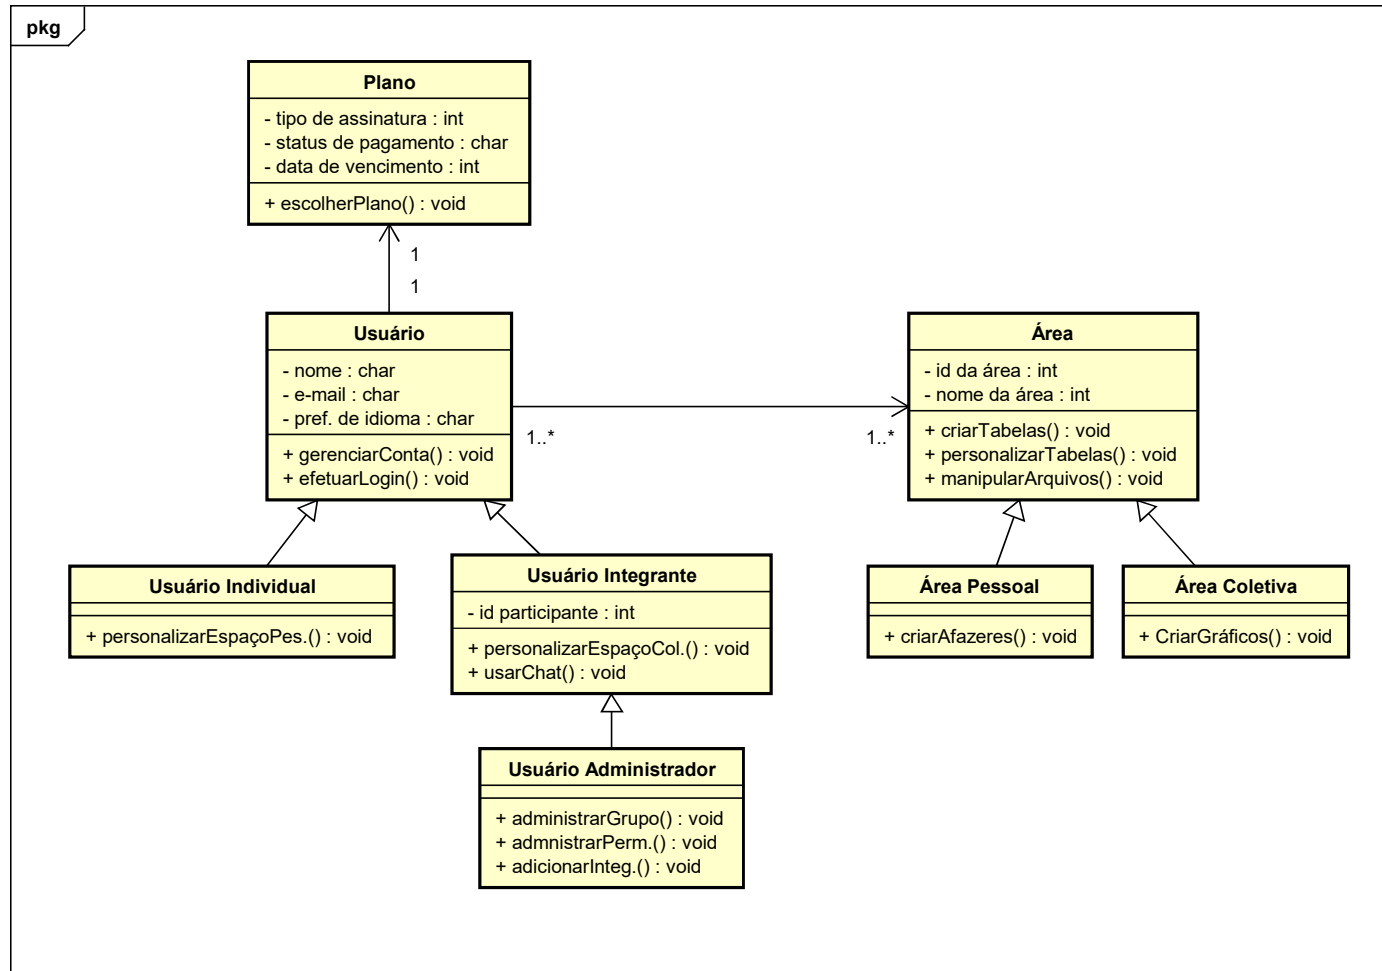 pkg
Plano
- tipo de assinatura : int
- status de pagamento : char
- data de vencimento : int
+ escolherPlano() : void
1
1
Usuário
- nome : char
- e-mail : char
- pref. de idioma : char
+ gerenciarConta() : void
+ efetuarLogin() : void
1..*
1..*
Área
- id da área : int
- nome da área : int
+ criarTabelas() : void
+ personalizarTabelas() : void
+ manipularArquivos() : void
Usuário Individual
+ personalizarEspaçoPes.() : void
Usuário Integrante
- id participante : int
+ personalizarEspaçoCol.() : void
+ usarChat() : void
Área Pessoal
+ criarAfazeres() : void
Área Coletiva
+ CriarGráficos() : void
Usuário Administrador
+ administrarGrupo() : void
+ admnistrarPerm.() : void
+ adicionarInteg.() : void